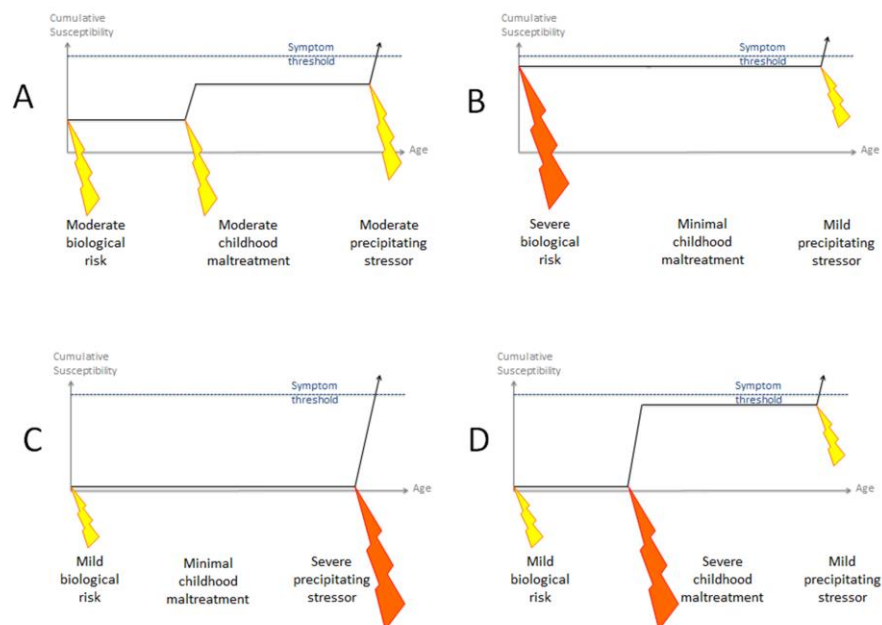 Cumulative
Susceptibility
Symptom
threshold
A
Age
Moderate
biological
risk
Moderate
childhood
maltreatment
Moderate
precipitating
stressor
Cumulative
Susceptibility
Symptom
threshold
B
Age
Severe
biological
risk
Minimal
childhood
maltreatment
Mild
precipitating
stressor
Cumulative
Susceptibility
Symptom
threshold
C
Age
Mild
biological
risk
Minimal
childhood
maltreatment
Severe
precipitating
stressor
Cumulative
Susceptibility
Symptom
threshold
D
Age
Mild
biological
risk
Severe
childhood
maltreatment
Mild
precipitating
stressor